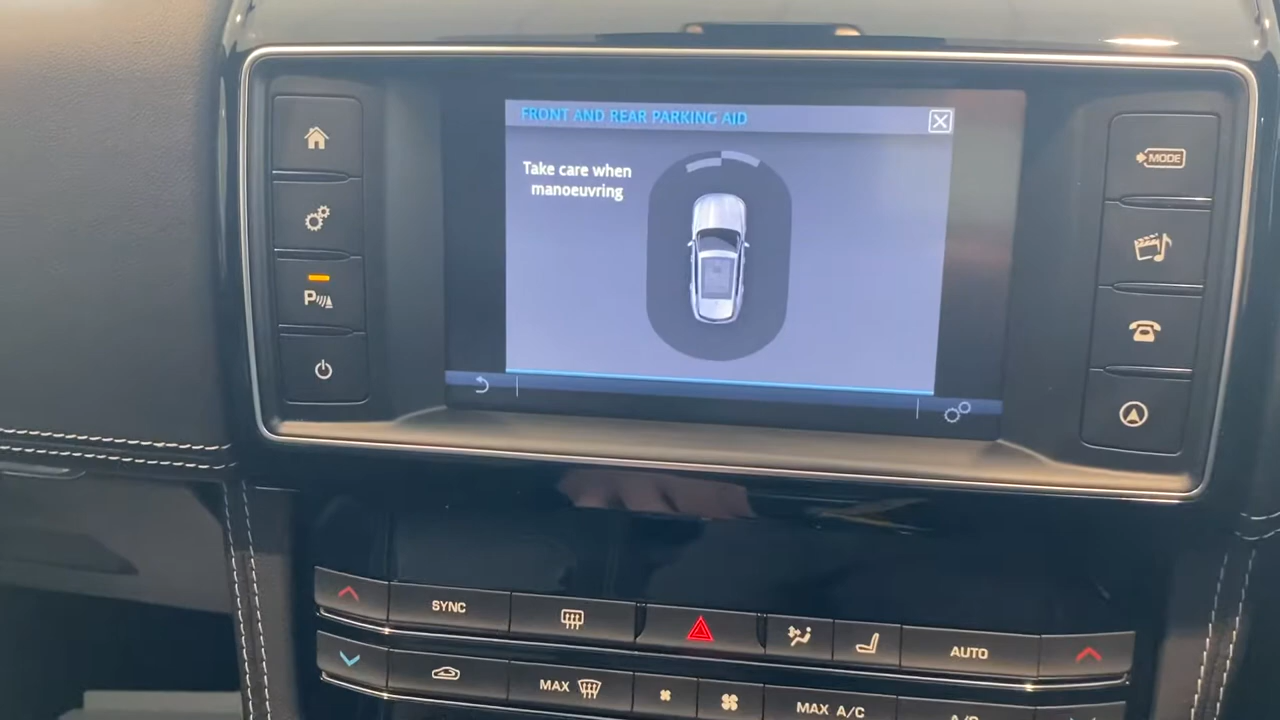 FRONT AND REAR PARKING AID
Take care when
manoeuvring
P
MODE
SYNC
AUTO
MAX
MAX A/C
A/C